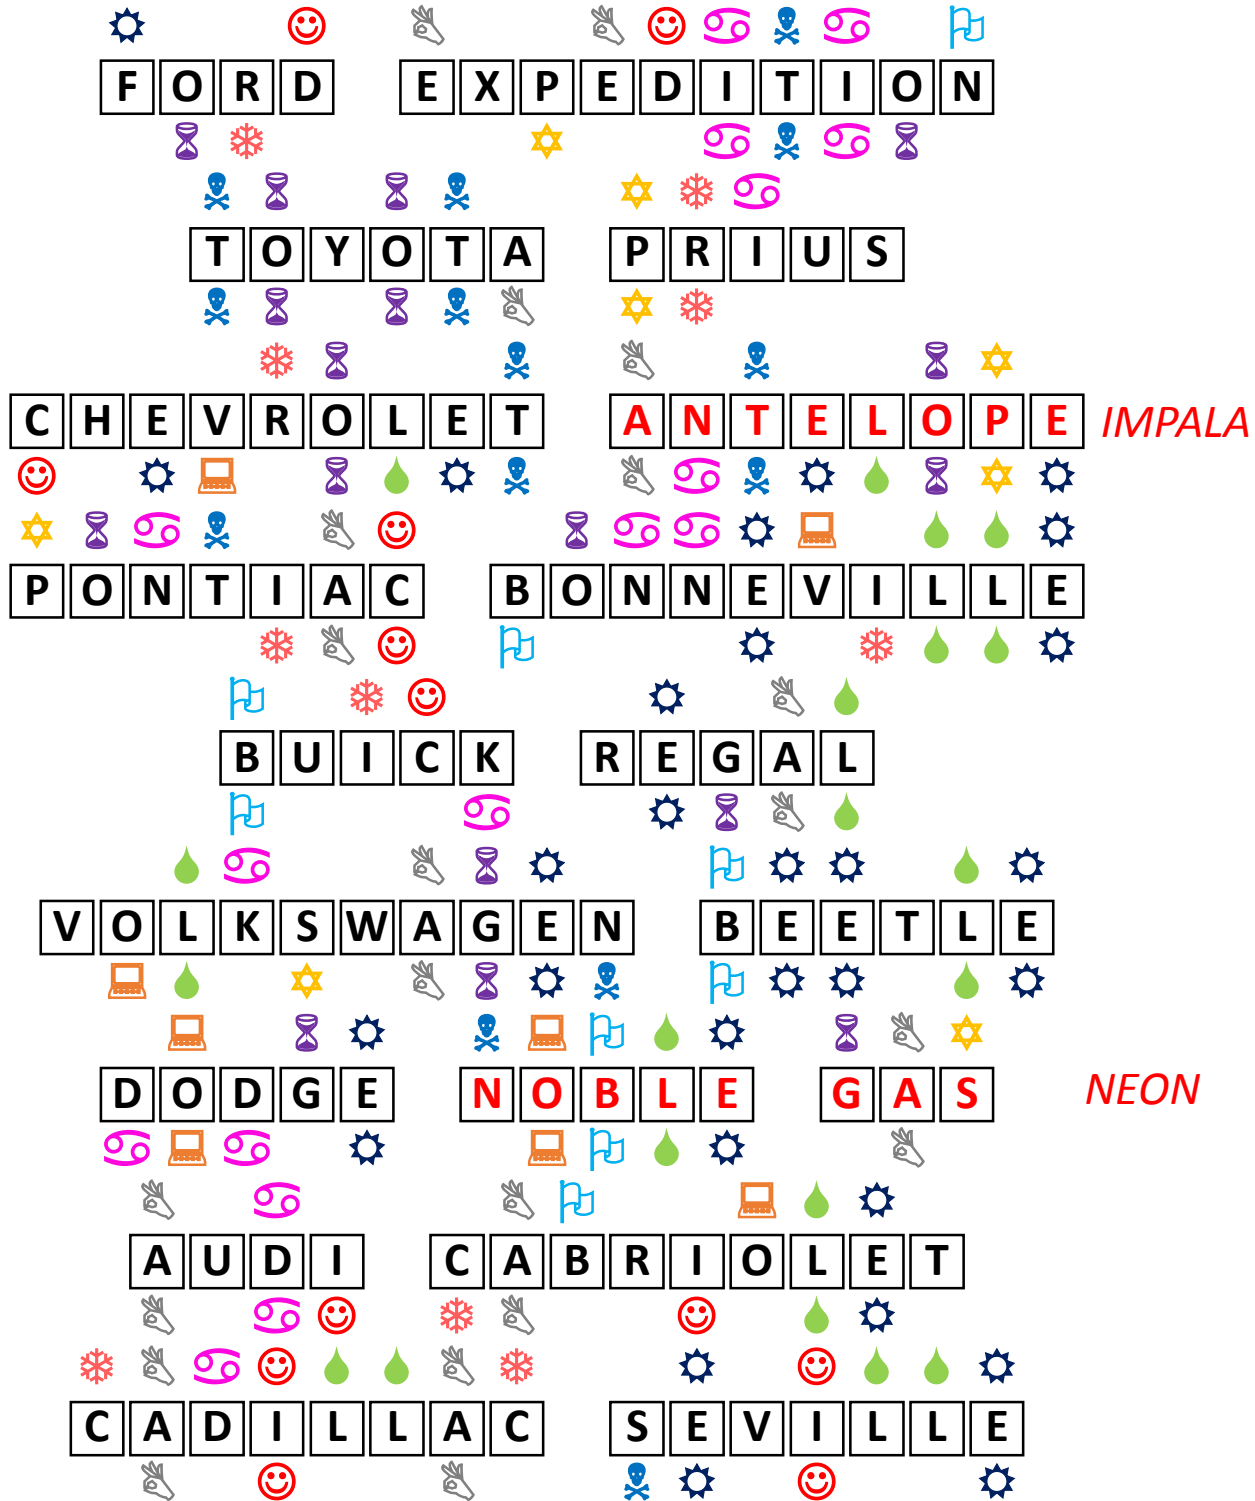 FORD EXPEDITION
TOYOTA PRIUS
CHEVROLET ANTELOPE IMPALA
PONTIAC BONNEVILLE
BUICK REGAL
VOLKSWAGEN BEETLE
DODGE NOBLE GAS NEON
AUDI CABRIOLET
CADILLAC SEVILLE